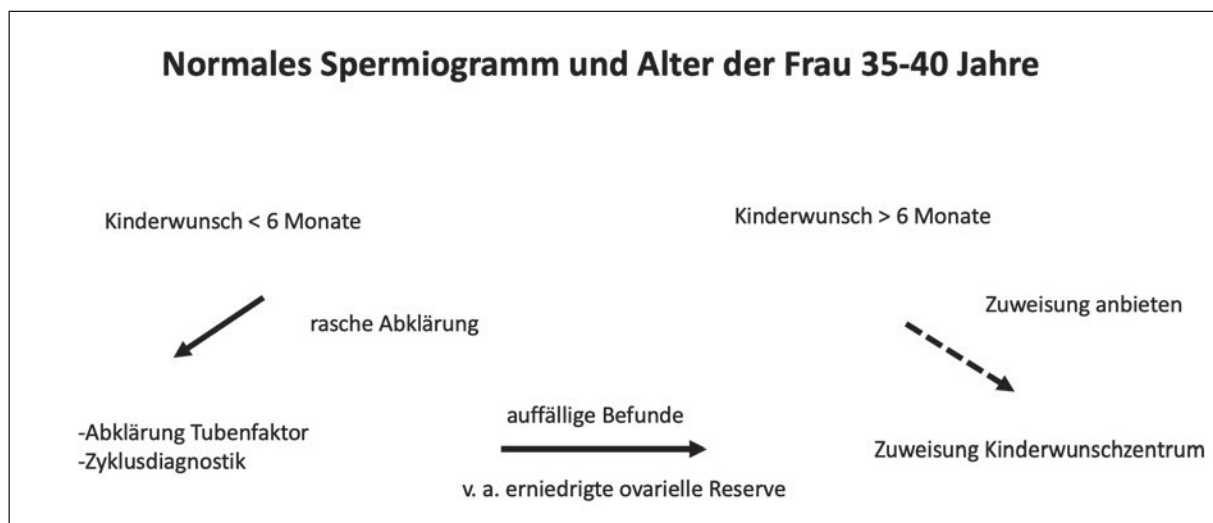 Normales Spermiogramm und Alter der Frau 35-40 Jahre
Kinderwunsch < 6 Monate
Kinderwunsch > 6 Monate
rasche Abklärung
Zuweisung anbieten
-Abklärung Tubenfaktor
-Zyklusdiagnostik
auffällige Befunde
v. a. erniedrigte ovarielle Reserve
Zuweisung Kinderwunschzentrum